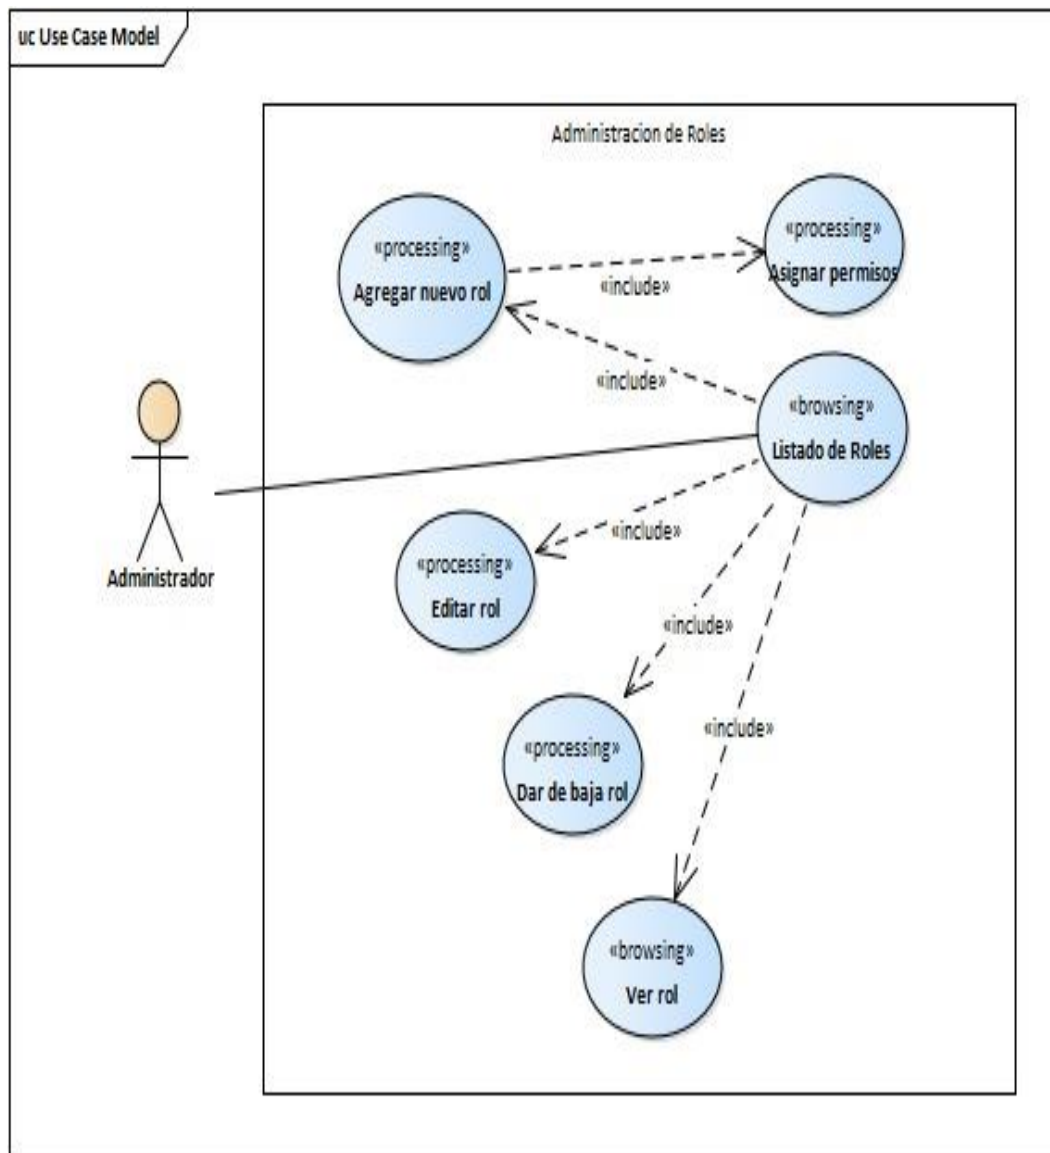 uc Use Case Model
Administracion de Roles
«processing»
Agregar nuevo rol
«processing»
Asignar permisos
«include»
«include»
«browsing»
Listado de Roles
Administrador
«include»
«processing»
Editar rol
«include»
«processing»
Dar de baja rol
«include»
«browsing»
Ver rol